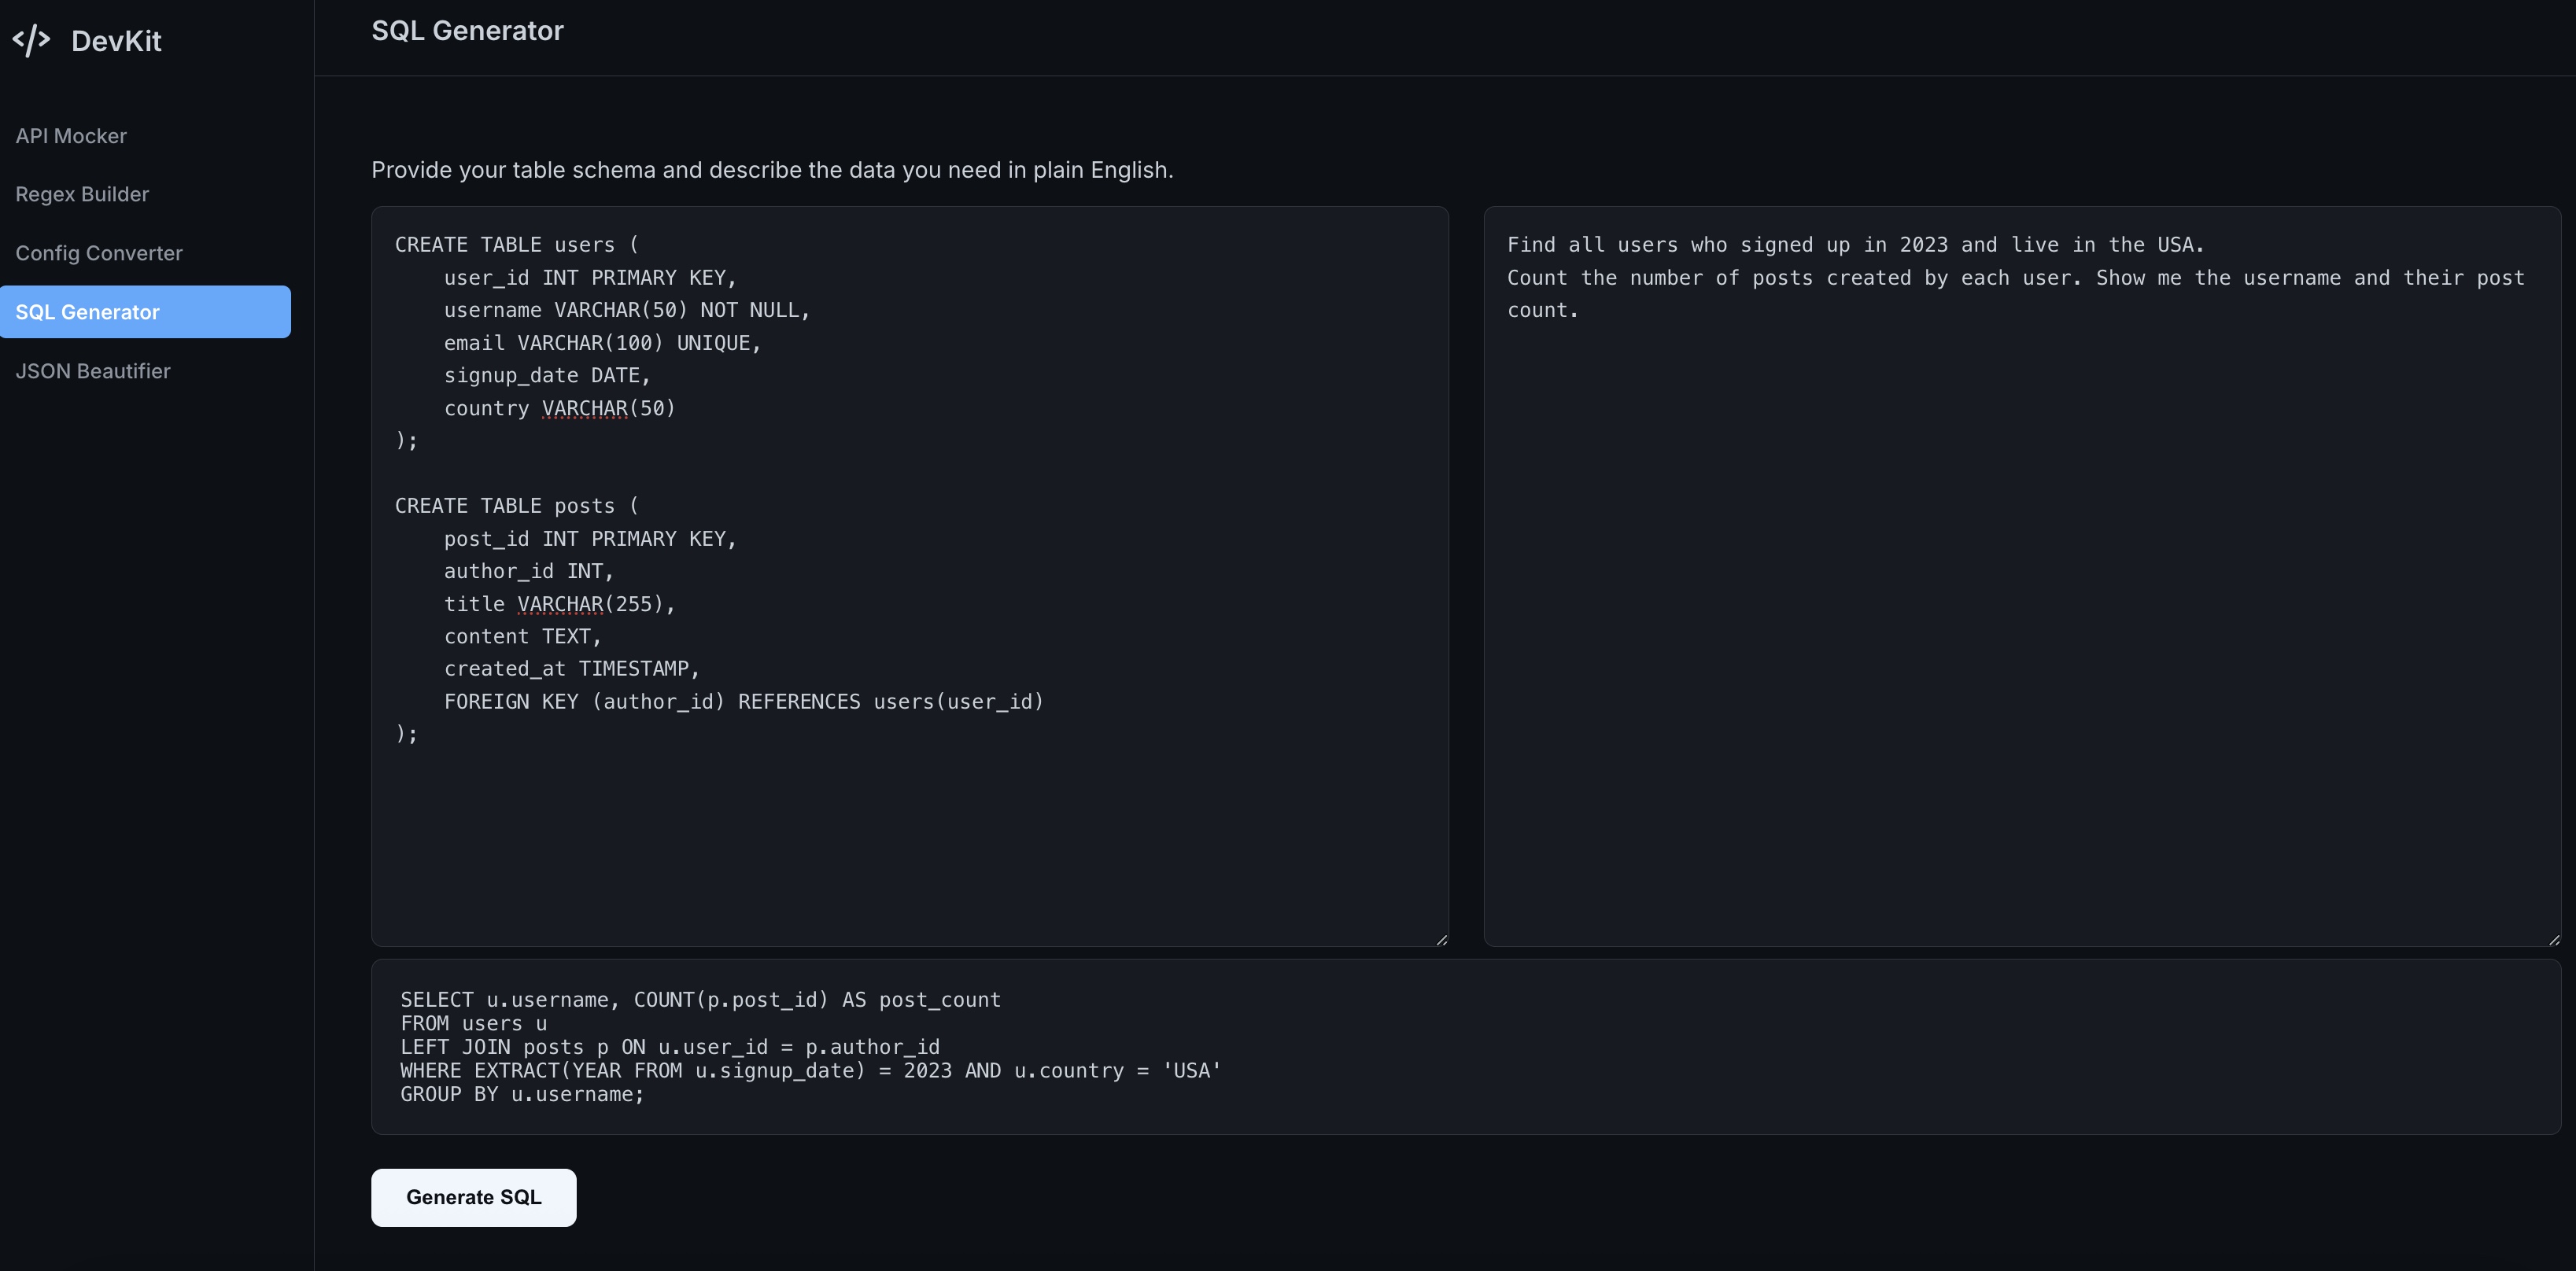 </> DevKit
API Mocker
Regex Builder
Config Converter
SQL Generator
JSON Beautifier
SQL Generator
Provide your table schema and describe the data you need in plain English.
CREATE TABLE users (
    user_id INT PRIMARY KEY,
    username VARCHAR(50) NOT NULL,
    email VARCHAR(100) UNIQUE,
    signup_date DATE,
    country VARCHAR(50)
);

CREATE TABLE posts (
    post_id INT PRIMARY KEY,
    author_id INT,
    title VARCHAR(255),
    content TEXT,
    created_at TIMESTAMP,
    FOREIGN KEY (author_id) REFERENCES users(user_id)
);
Find all users who signed up in 2023 and live in the USA.
Count the number of posts created by each user. Show me the username and their post
count.
SELECT u.username, COUNT(p.post_id) AS post_count
FROM users u
LEFT JOIN posts p ON u.user_id = p.author_id
WHERE EXTRACT(YEAR FROM u.signup_date) = 2023 AND u.country = 'USA'
GROUP BY u.username;
Generate SQL